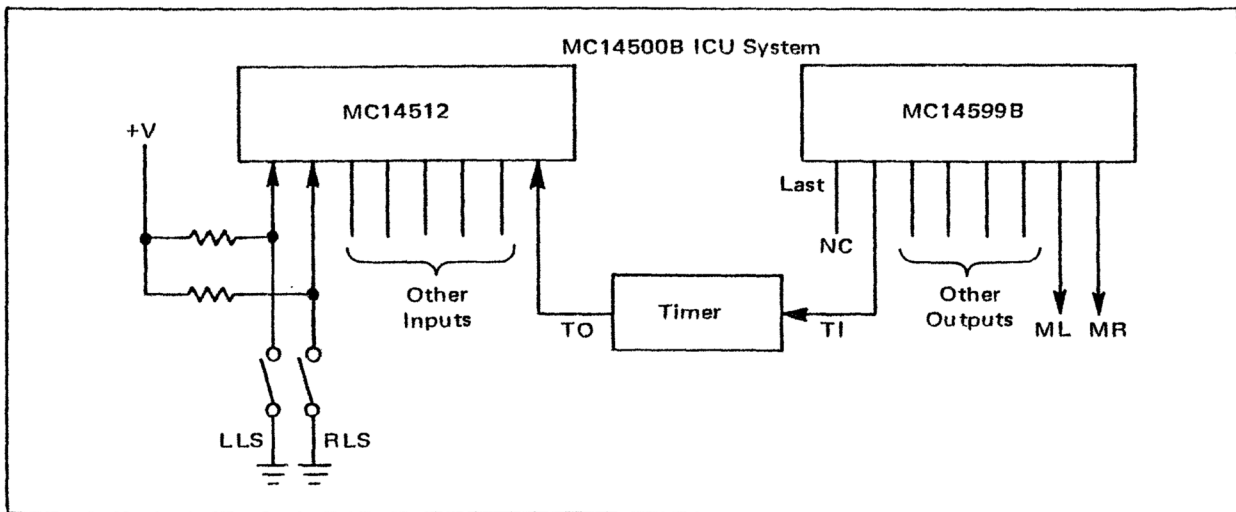 MC14500B ICU System
MC14512
MC14599B
+V
Last
NC
Other
Inputs
Timer
TO
TI
Other
Outputs
ML MR
LLS
RLS